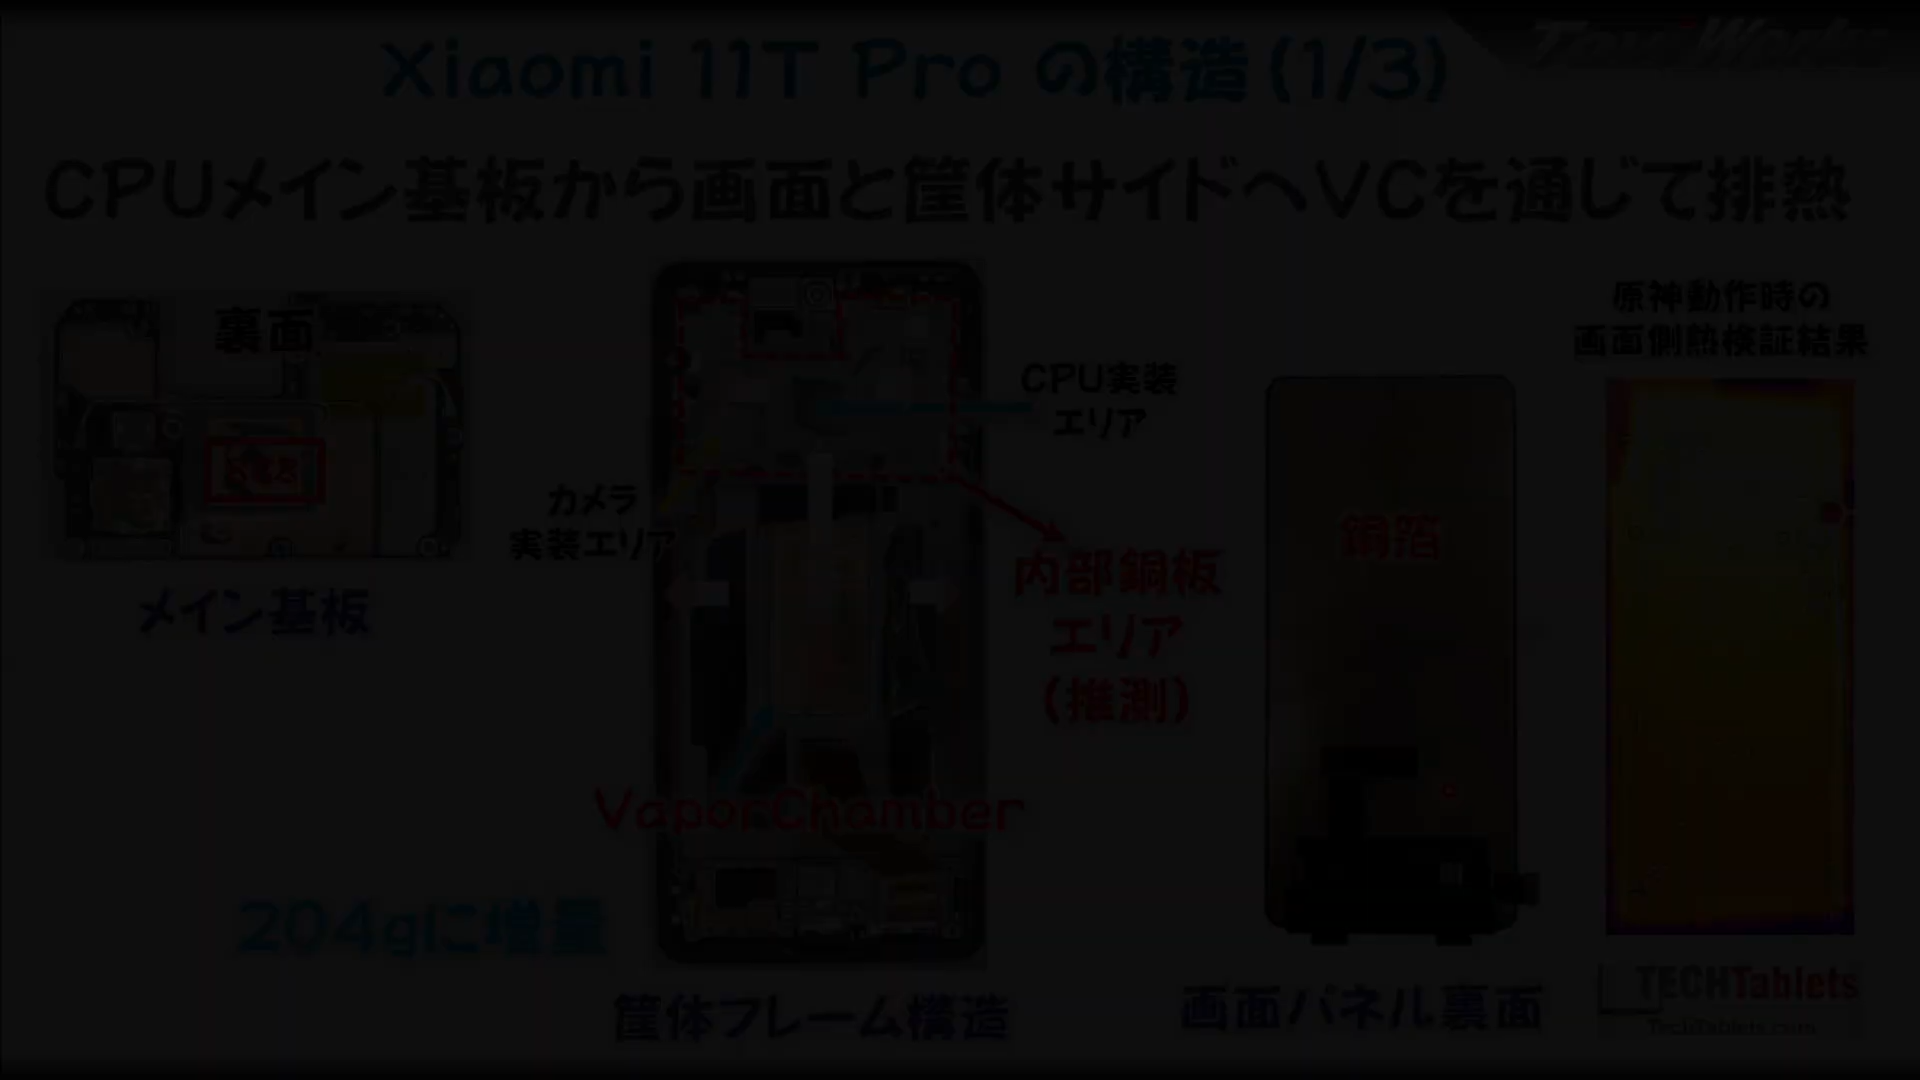 Xiaomi 11T Pro の構造(1/3)
CPUメイン基板から画面と筐体サイドへVCを通じて排熱
裏面
メイン基板
カメラ
実装エリア
CPU実装
エリア
内部銅板
エリア
(推測)
VaporChamber
204gに増量
筐体フレーム構造
銅箔
画面パネル裏面
原神動作時の
画面側熱検証結果
TECHTablets
TechTablets.com